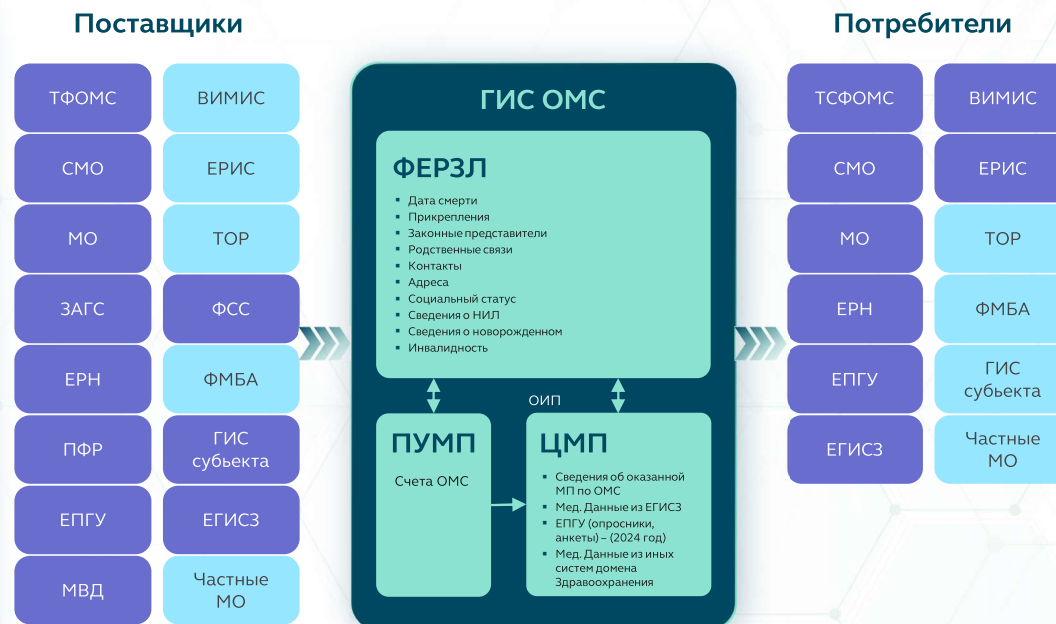 Поставщики
ТФОМС
ВИМИС
СМО
ЕРИС
МО
ТОР
ЗАГС
ФСС
ЕРН
ФМБА
ПФР
ГИС
субьекта
ЕПГУ
ЕГИСЗ
МВД
Частные
МО
ГИС ОМС
ФЕРЗЛ
▪ Дата смерти
▪ Прикрепления
▪ Законные представители
▪ Родственные связи
▪ Контакты
▪ Адреса
▪ Социальный статус
▪ Сведения о НИЛ
▪ Сведения о новорожденном
▪ Инвалидность
ОИП
ПУМП
Счета ОМС
ЦМП
▪ Сведения об оказанной
МП по ОМС
▪ Мед. Данные из ЕГИСЗ
▪ ЕПГУ (опросники,
анкеты) – (2024 год)
▪ Мед. Данные из иных
систем домена
Здравоохранения
Потребители
ТСФОМС
ВИМИС
СМО
ЕРИС
МО
ТОР
ЕРН
ФМБА
ЕПГУ
ГИС
субьекта
ЕГИСЗ
Частные
МО